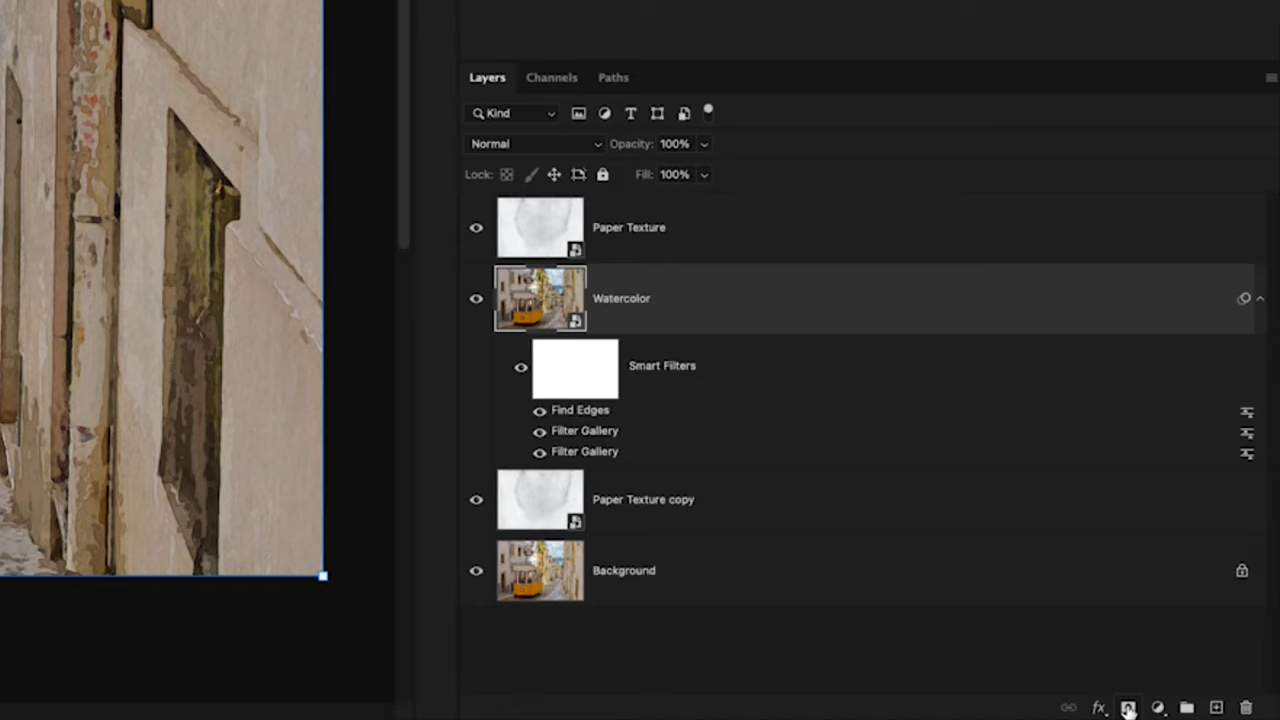 Layers Channels Paths
Kind
Normal Opacity: 100%
Lock: Fill: 100%
Paper Texture
Watercolor
Smart Filters
Find Edges
Filter Gallery
Filter Gallery
Paper Texture copy
Background
fx